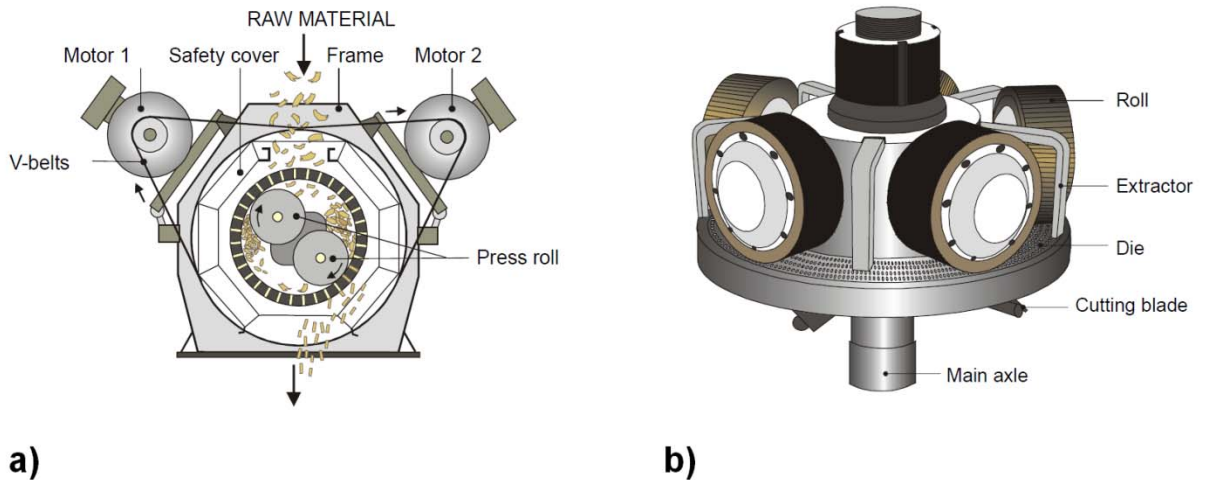 RAW MATERIAL
Motor 1
Safety cover
Frame
Motor 2
V-belts
Press roll
Roll
Extractor
Die
Cutting blade
Main axle
a)
b)